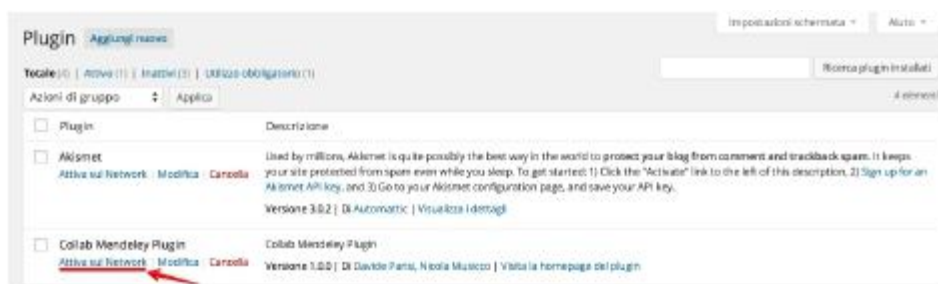 Impostazioni schermata Aiuto
Plugin Aggiungi nuovo
Totale (4) | Attivo (1) | Inattivi (3) | Utilizzo obbligatorio (1)
Ricerca plugin installati
Azioni di gruppo Applica
4 elementi
Plugin Descrizione
Akismet
Attiva sul Network | Modifica | Cancella
Used by millions, Akismet is quite possibly the best way in the world to protect your blog from comment and trackback spam. It keeps
your site protected from spam even while you sleep. To get started: 1) Click the "Activate" link to the left of this description, 2) Sign up for an
Akismet API key, and 3) Go to your Akismet configuration page, and save your API key.
Versione 3.0.2 | Di Automattic | Visualizza i dettagli
Collab Mendeley Plugin
Attiva sul Network | Modifica | Cancella
Collab Mendeley Plugin
Versione 1.0.0 | Di Davide Parisi, Nicola Musicco | Visita la homepage del plugin